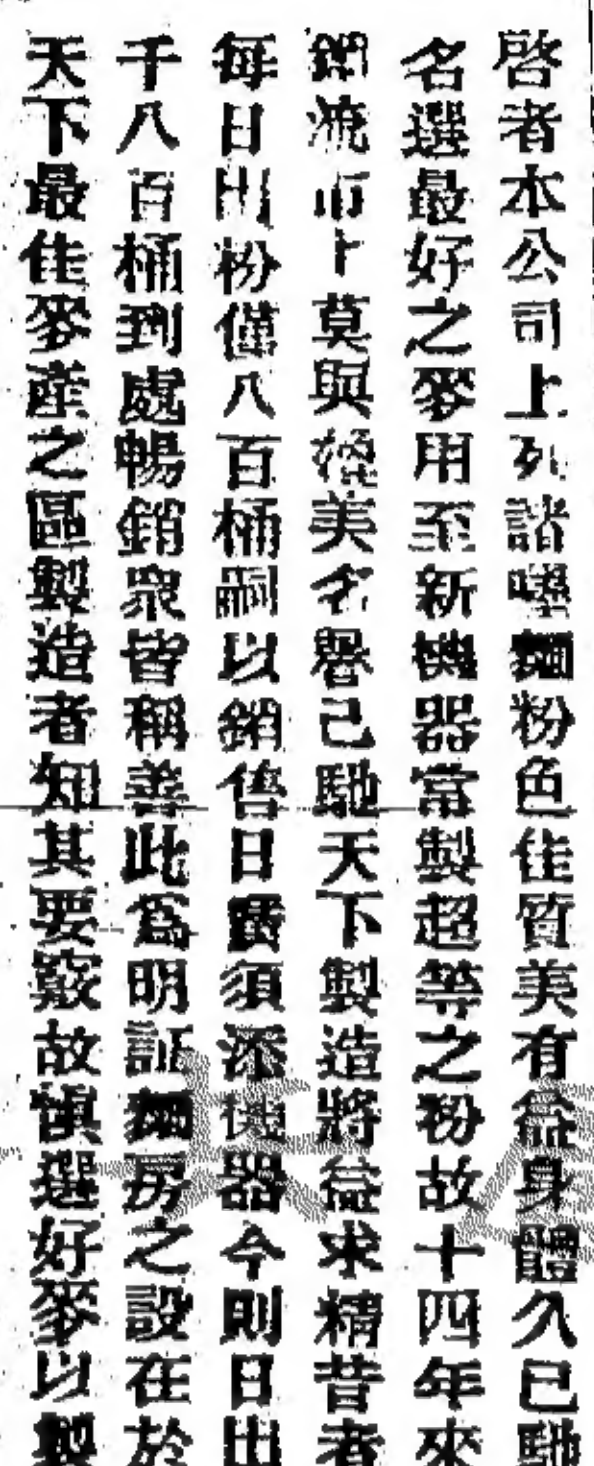 啓者本公司上列諸嘜麵粉色佳質美有益身體久已馳
名選最好之麥用至新機器當製超等之粉故十四年來
銷流市上莫與媲美名譽己馳天下製造將益求精昔者
每日出粉僅八百桶嗣以銷售日廣須添機器今則日出
千八百桶到處暢銷衆皆稱善此爲明証麵房之設在於
天下最佳麥產之區製造者知其要竅故慎選好麥以製